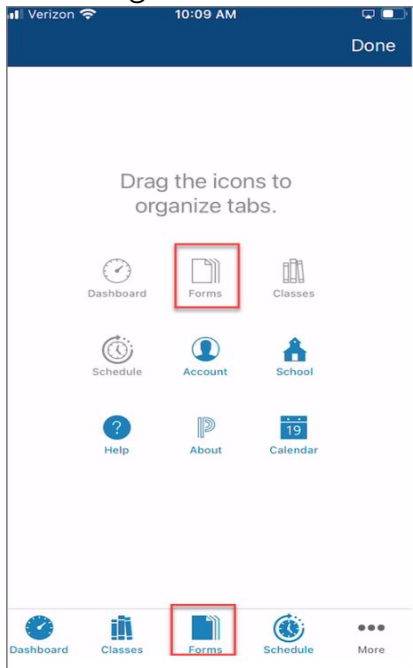 Verizon 10:09 AM
Done
Drag the icons to
organize tabs.
Dashboard Forms Classes
Schedule Account School
? 19
Help About Calendar
Dashboard Classes Forms Schedule More